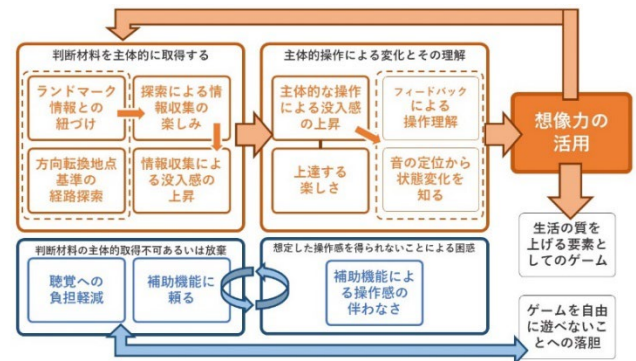 判断材料を主体的に取得する
ランドマーク
情報との
紐づけ
探索による情
報収集の
楽しみ
方向転換地点
基準の
経路探索
情報収集によ
る没入感の
上昇
主体的操作による変化とその理解
主体的な操作
による没入感
の上昇
フィードバック
による
操作理解
上達する
楽しさ
音の定位から
状態変化を
知る
想像力の
活用
判断材料の主体的取得不可あるいは放棄
聴覚への
負担軽減
補助機能に
頼る
想定した操作感を得られないことによる困惑
補助機能によ
る操作感の
伴わなさ
生活の質を
上げる要素と
してのゲーム
ゲームを自由
に遊べないこ
とへの落胆